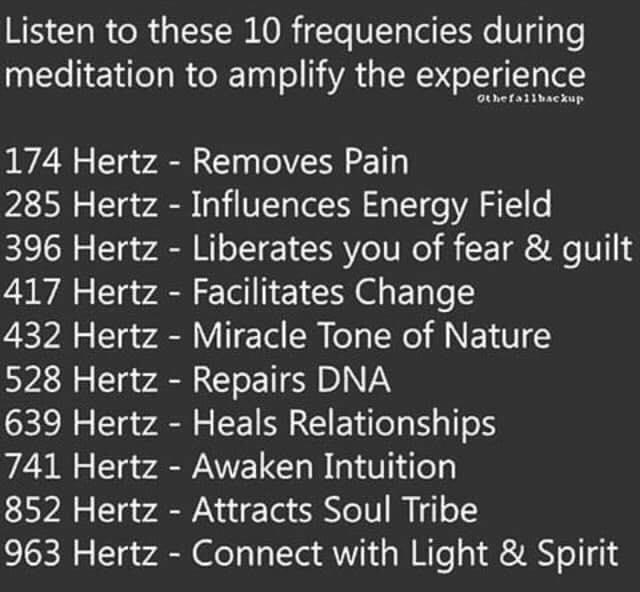 Listen to these 10 frequencies during
meditation to amplify the experience
@thefallbackup
174 Hertz - Removes Pain
285 Hertz - Influences Energy Field
396 Hertz - Liberates you of fear & guilt
417 Hertz - Facilitates Change
432 Hertz - Miracle Tone of Nature
528 Hertz - Repairs DNA
639 Hertz - Heals Relationships
741 Hertz - Awaken Intuition
852 Hertz - Attracts Soul Tribe
963 Hertz - Connect with Light & Spirit